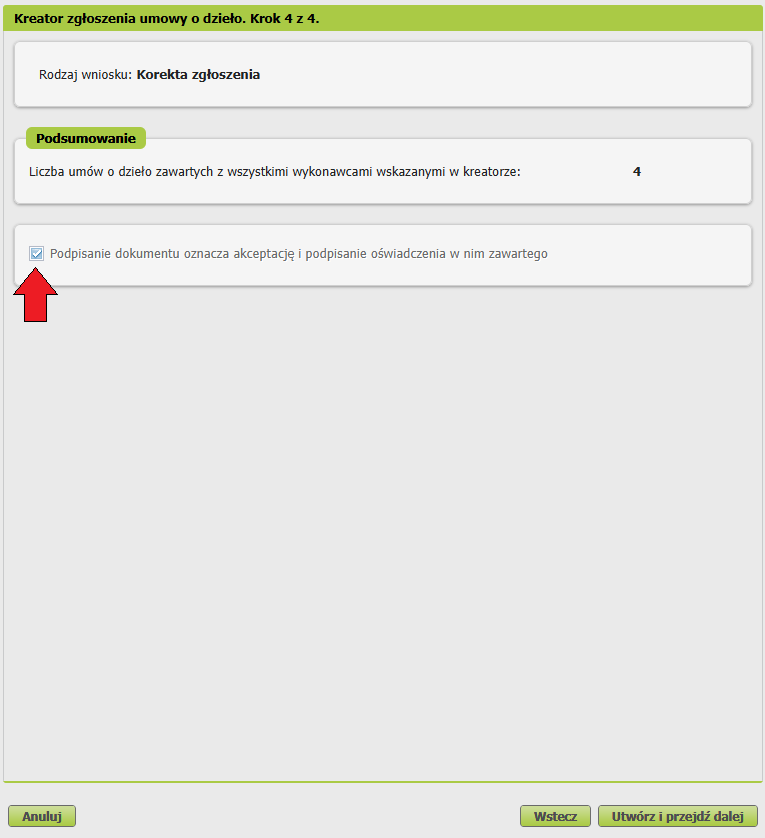 Kreator zgłoszenia umowy o dzieło. Krok 4 z 4.
Rodzaj wniosku: Korekta zgłoszenia
Podsumowanie
Liczba umów o dzieło zawartych z wszystkimi wykonawcami wskazanymi w kreatorze: 4
Podpisanie dokumentu oznacza akceptację i podpisanie oświadczenia w nim zawartego
Anuluj Wstecz Utwórz i przejdź dalej